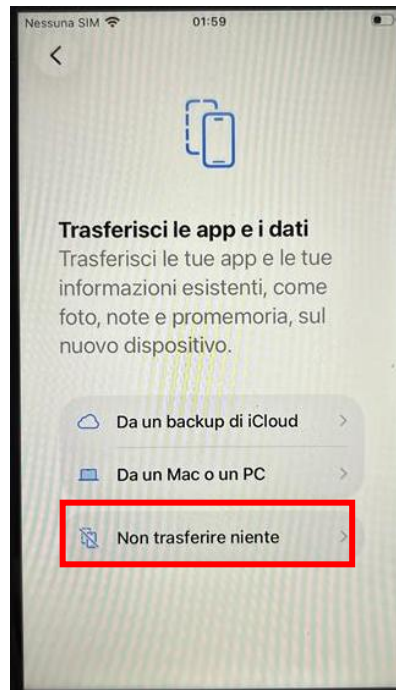 Nessuna SIM 01:59
Trasferisci le app e i dati
Trasferisci le tue app e le tue
informazioni esistenti, come
foto, note e promemoria, sul
nuovo dispositivo.
Da un backup di iCloud
Da un Mac o un PC
Non trasferire niente